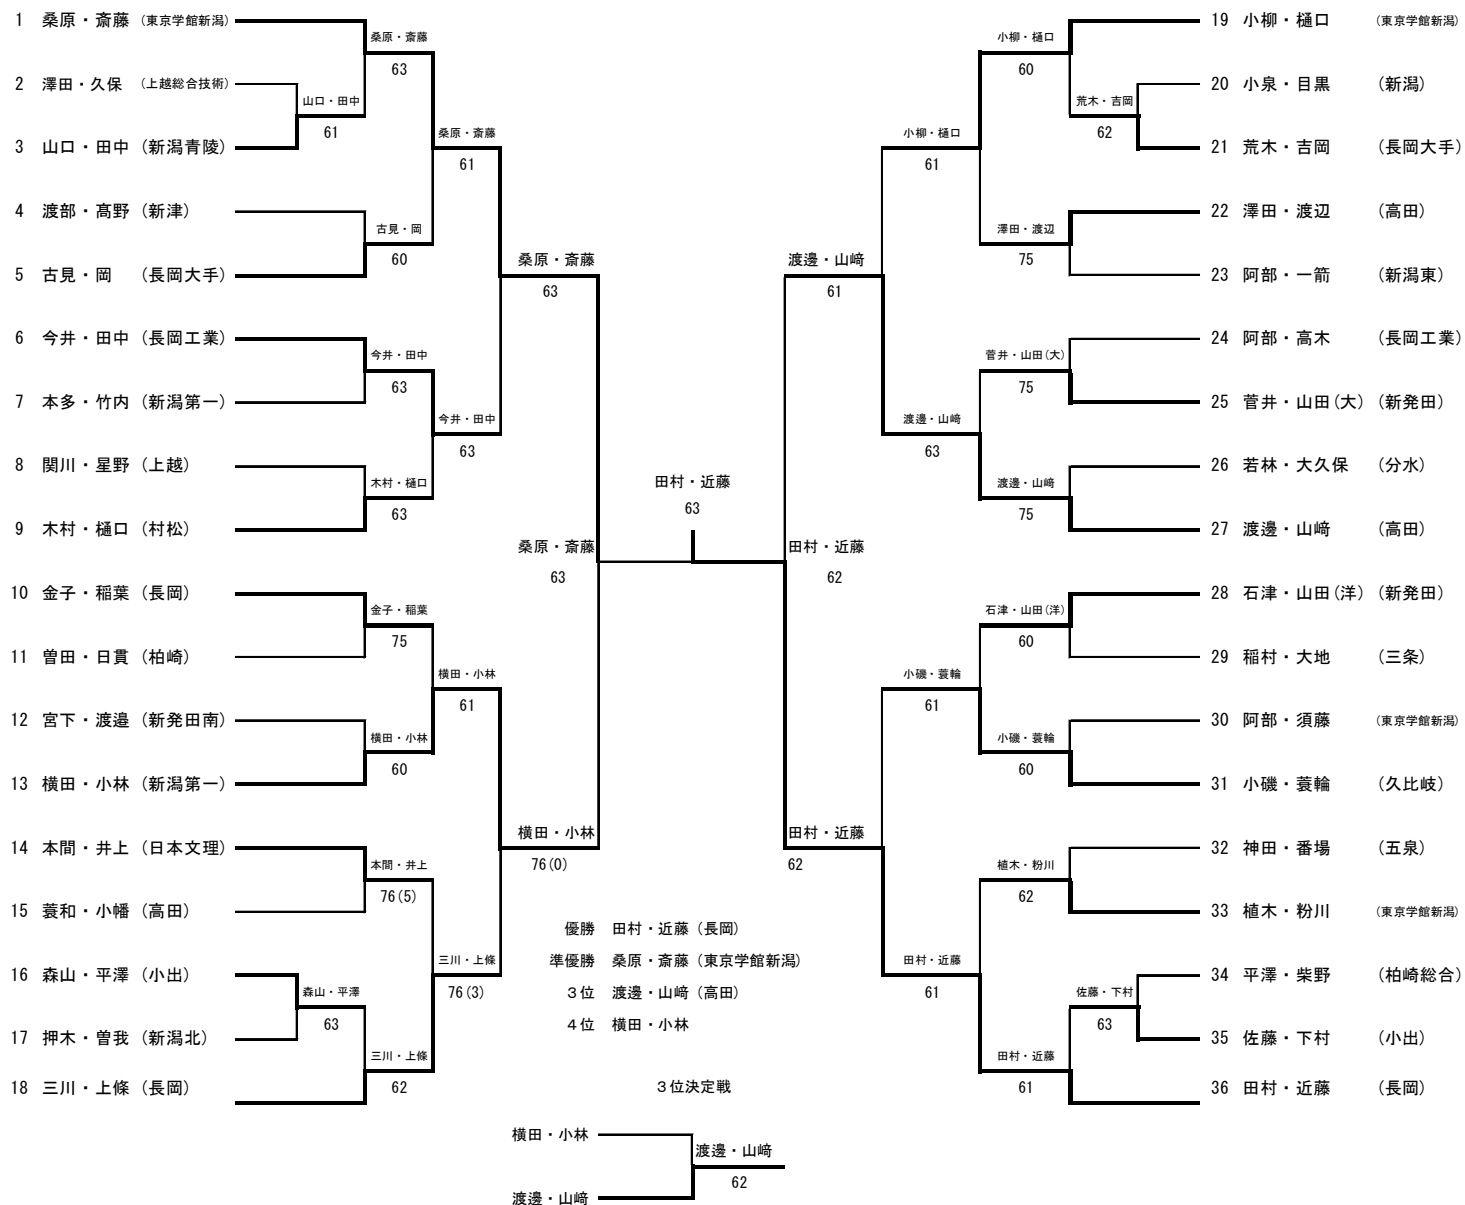 1 桑原・斎藤 (東京学館新潟)
2 澤田・久保 (上越総合技術)
3 山口・田中 (新潟青陵)
4 渡部・髙野 (新津)
5 古見・岡 (長岡大手)
6 今井・田中 (長岡工業)
7 本多・竹内 (新潟第一)
8 関川・星野 (上越)
9 木村・樋口 (村松)
10 金子・稲葉 (長岡)
11 曽田・日貫 (柏崎)
12 宮下・渡邉 (新発田南)
13 横田・小林 (新潟第一)
14 本間・井上 (日本文理)
15 蓑和・小幡 (高田)
16 森山・平澤 (小出)
17 押木・曽我 (新潟北)
18 三川・上條 (長岡)
山口・田中
61
森山・平澤
63
桑原・斎藤
63
古見・岡
60
今井・田中
63
木村・樋口
63
金子・稲葉
75
横田・小林
60
本間・井上
76(5)
三川・上條
62
桑原・斎藤
61
今井・田中
63
横田・小林
61
三川・上條
76(3)
桑原・斎藤
63
横田・小林
76(0)
桑原・斎藤
63
田村・近藤
63
田村・近藤
62
渡邊・山﨑
61
田村・近藤
62
小柳・樋口
61
渡邊・山﨑
63
小磯・蓑輪
61
田村・近藤
61
小柳・樋口
60
澤田・渡辺
75
菅井・山田(大)
75
渡邊・山﨑
75
石津・山田(洋)
60
小磯・蓑輪
60
植木・粉川
62
田村・近藤
61
荒木・吉岡
62
佐藤・下村
63
19 小柳・樋口 (東京学館新潟)
20 小泉・目黒 (新潟)
21 荒木・吉岡 (長岡大手)
22 澤田・渡辺 (高田)
23 阿部・一箭 (新潟東)
24 阿部・高木 (長岡工業)
25 菅井・山田(大) (新発田)
26 若林・大久保 (分水)
27 渡邊・山﨑 (高田)
28 石津・山田(洋) (新発田)
29 稲村・大地 (三条)
30 阿部・須藤 (東京学館新潟)
31 小磯・蓑輪 (久比岐)
32 神田・番場 (五泉)
33 植木・粉川 (東京学館新潟)
34 平澤・柴野 (柏崎総合)
35 佐藤・下村 (小出)
36 田村・近藤 (長岡)
優勝 田村・近藤 (長岡)
準優勝 桑原・斎藤 (東京学館新潟)
３位 渡邊・山﨑 (高田)
４位 横田・小林
３位決定戦
横田・小林
渡邊・山﨑
62
渡邊・山﨑